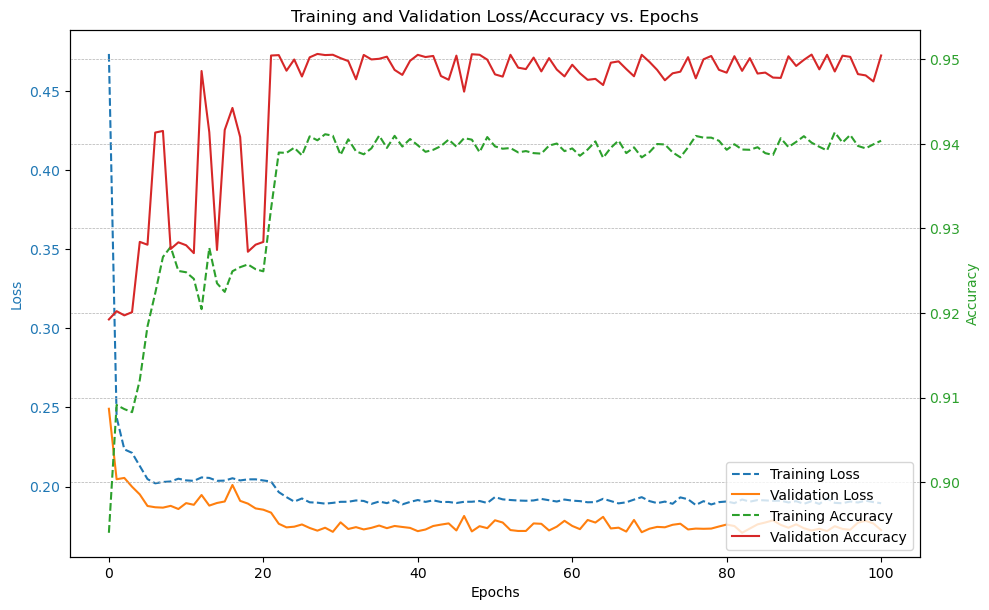 Training and Validation Loss/Accuracy vs. Epochs
Loss
0.45
0.40
0.35
0.30
0.25
0.20
0.95
0.94
0.93
0.92
0.91
0.90
Accuracy
Training Loss
Validation Loss
Training Accuracy
Validation Accuracy
0 20 40 60 80 100
Epochs